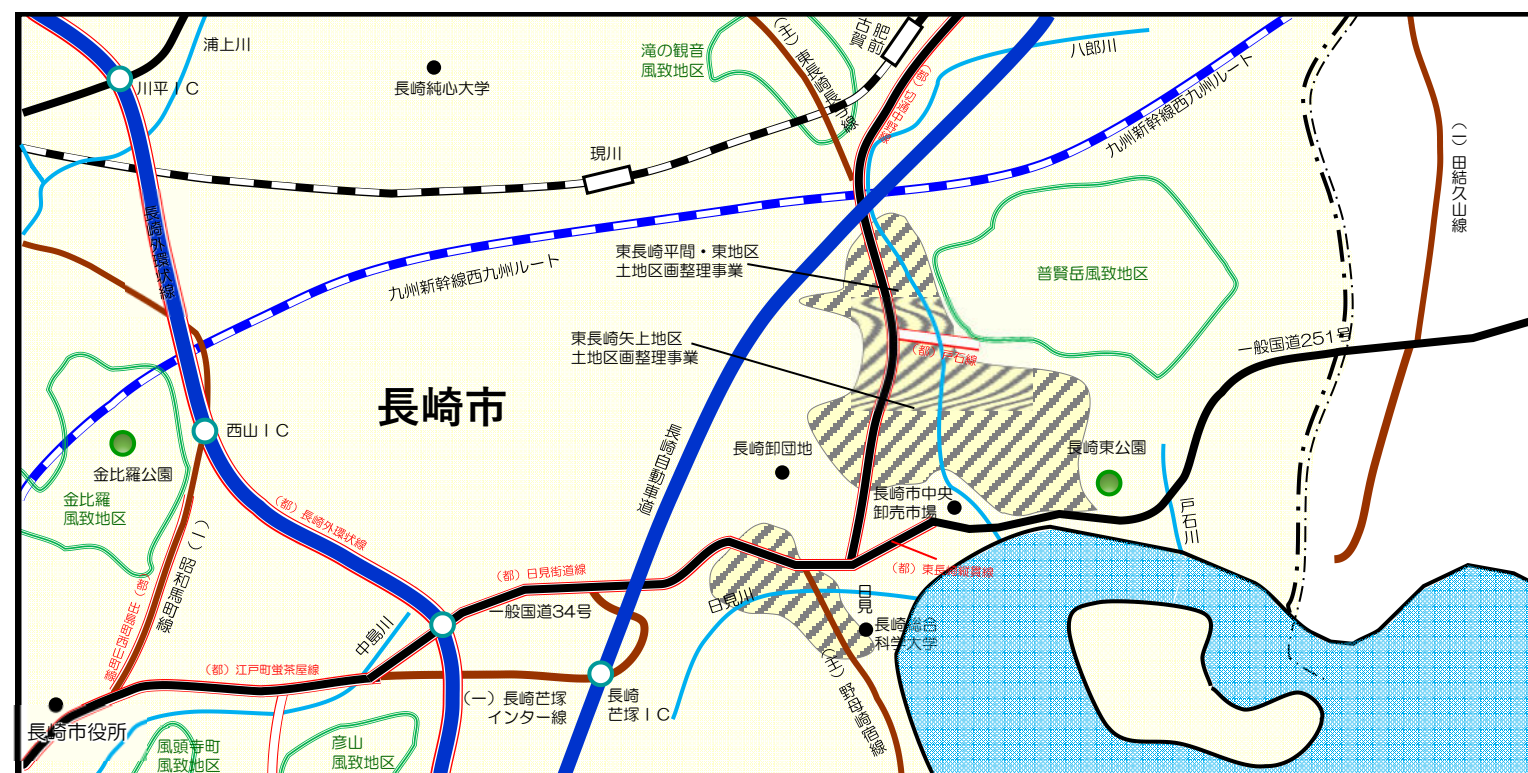 浦上川
川平ＩＣ
長崎純心大学
滝の観音
風致地区
肥前
古賀
八郎川
(主) 東長崎長与線
九州新幹線西九州ルート
(一) 田結久山線
現川
長崎外環状線
九州新幹線西九州ルート
東長崎平間・東地区
土地区画整理事業
普賢岳風致地区
東長崎矢上地区
土地区画整理事業
(都) 戸石線
一般国道251号
長崎市
西山ＩＣ
長崎自動車道
長崎卸団地
長崎東公園
金比羅公園
金比羅
風致地区
長崎市中央
卸売市場
戸石川
(都) 長崎外環状線
(一) 昭和馬町線
(都) 出島町西山町線
(都) 日見街道線
(都) 東長崎縦貫線
一般国道34号
日見川
日見
中島川
長崎総合
科学大学
(都) 江戸町蛍茶屋線
(一) 長崎芒塚
インター線
長崎
芒塚ＩＣ
(主) 野母崎宿線
長崎市役所
風頭寺町
風致地区
彦山
風致地区